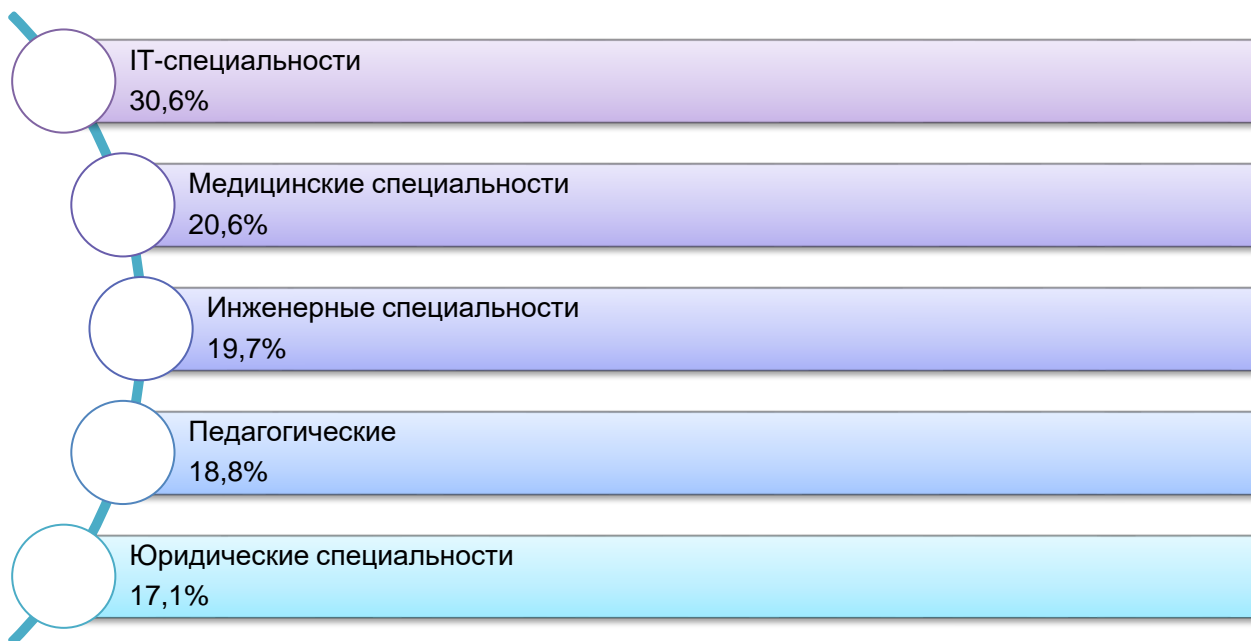 IT-специальности
30,6%
Медицинские специальности
20,6%
Инженерные специальности
19,7%
Педагогические
18,8%
Юридические специальности
17,1%